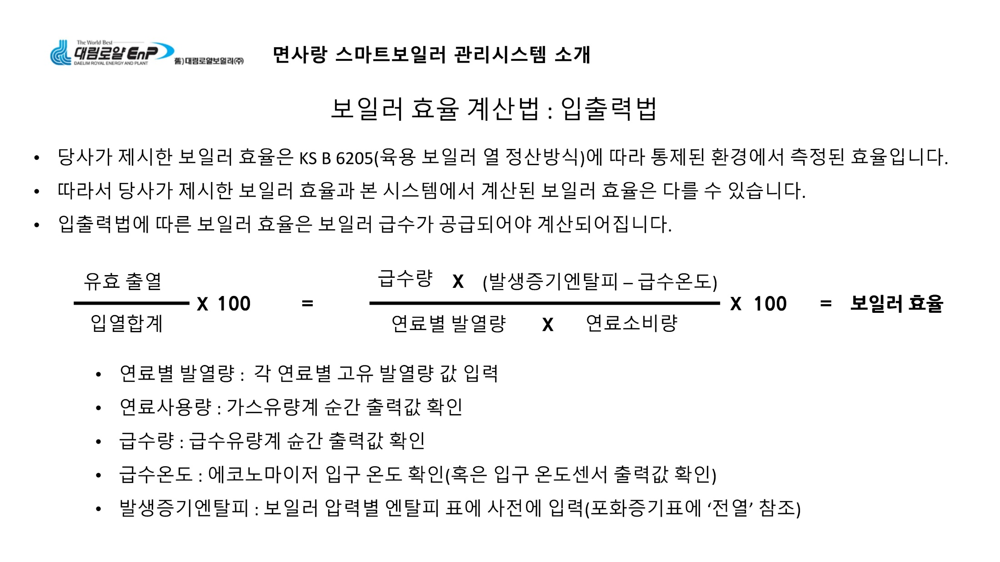 The World Best
대림로얄 EnP
DAELIM ROYAL ENERGY AND PLANT
舊)대림로얄보일러(주)
면사랑 스마트보일러 관리시스템 소개
보일러 효율 계산법 : 입출력법
• 당사가 제시한 보일러 효율은 KS B 6205(육용 보일러 열 정산방식)에 따라 통제된 환경에서 측정된 효율입니다.
• 따라서 당사가 제시한 보일러 효율과 본 시스템에서 계산된 보일러 효율은 다를 수 있습니다.
• 입출력법에 따른 보일러 효율은 보일러 급수가 공급되어야 계산되어집니다.
유효 출열
입열합계
X 100
=
급수량 X (발생증기엔탈피 – 급수온도)
연료별 발열량 X 연료소비량
X 100 = 보일러 효율
• 연료별 발열량 : 각 연료별 고유 발열량 값 입력
• 연료사용량 : 가스유량계 순간 출력값 확인
• 급수량 : 급수유량계 슌간 출력값 확인
• 급수온도 : 에코노마이저 입구 온도 확인(혹은 입구 온도센서 출력값 확인)
• 발생증기엔탈피 : 보일러 압력별 엔탈피 표에 사전에 입력(포화증기표에 ‘전열’ 참조)